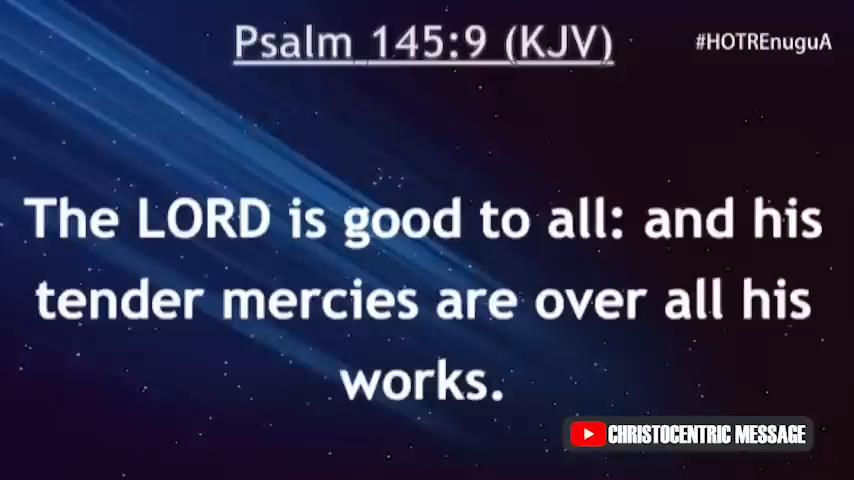 Psalm 145:9 (KJV)
#HOTREnuguA
The LORD is good to all: and his
tender mercies are over all his
works.
CHRISTOCENTRIC MESSAGE